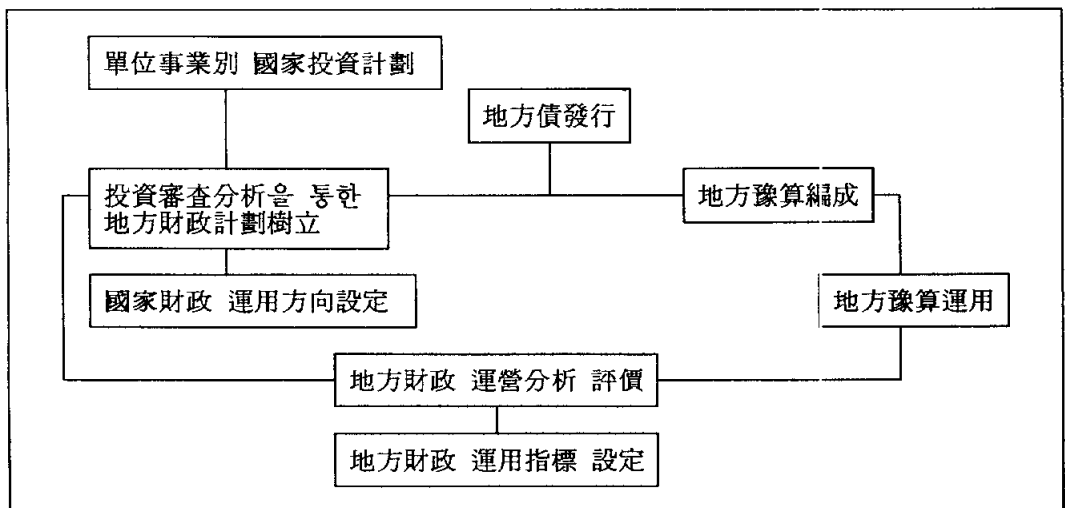 單位事業別 國家投資計劃
地方債發行
投資審査分析을 통한
地方財政計劃樹立
地方豫算編成
國家財政 運用方向設定
地方豫算運用
地方財政 運營分析 評價
地方財政 運用指標 設定